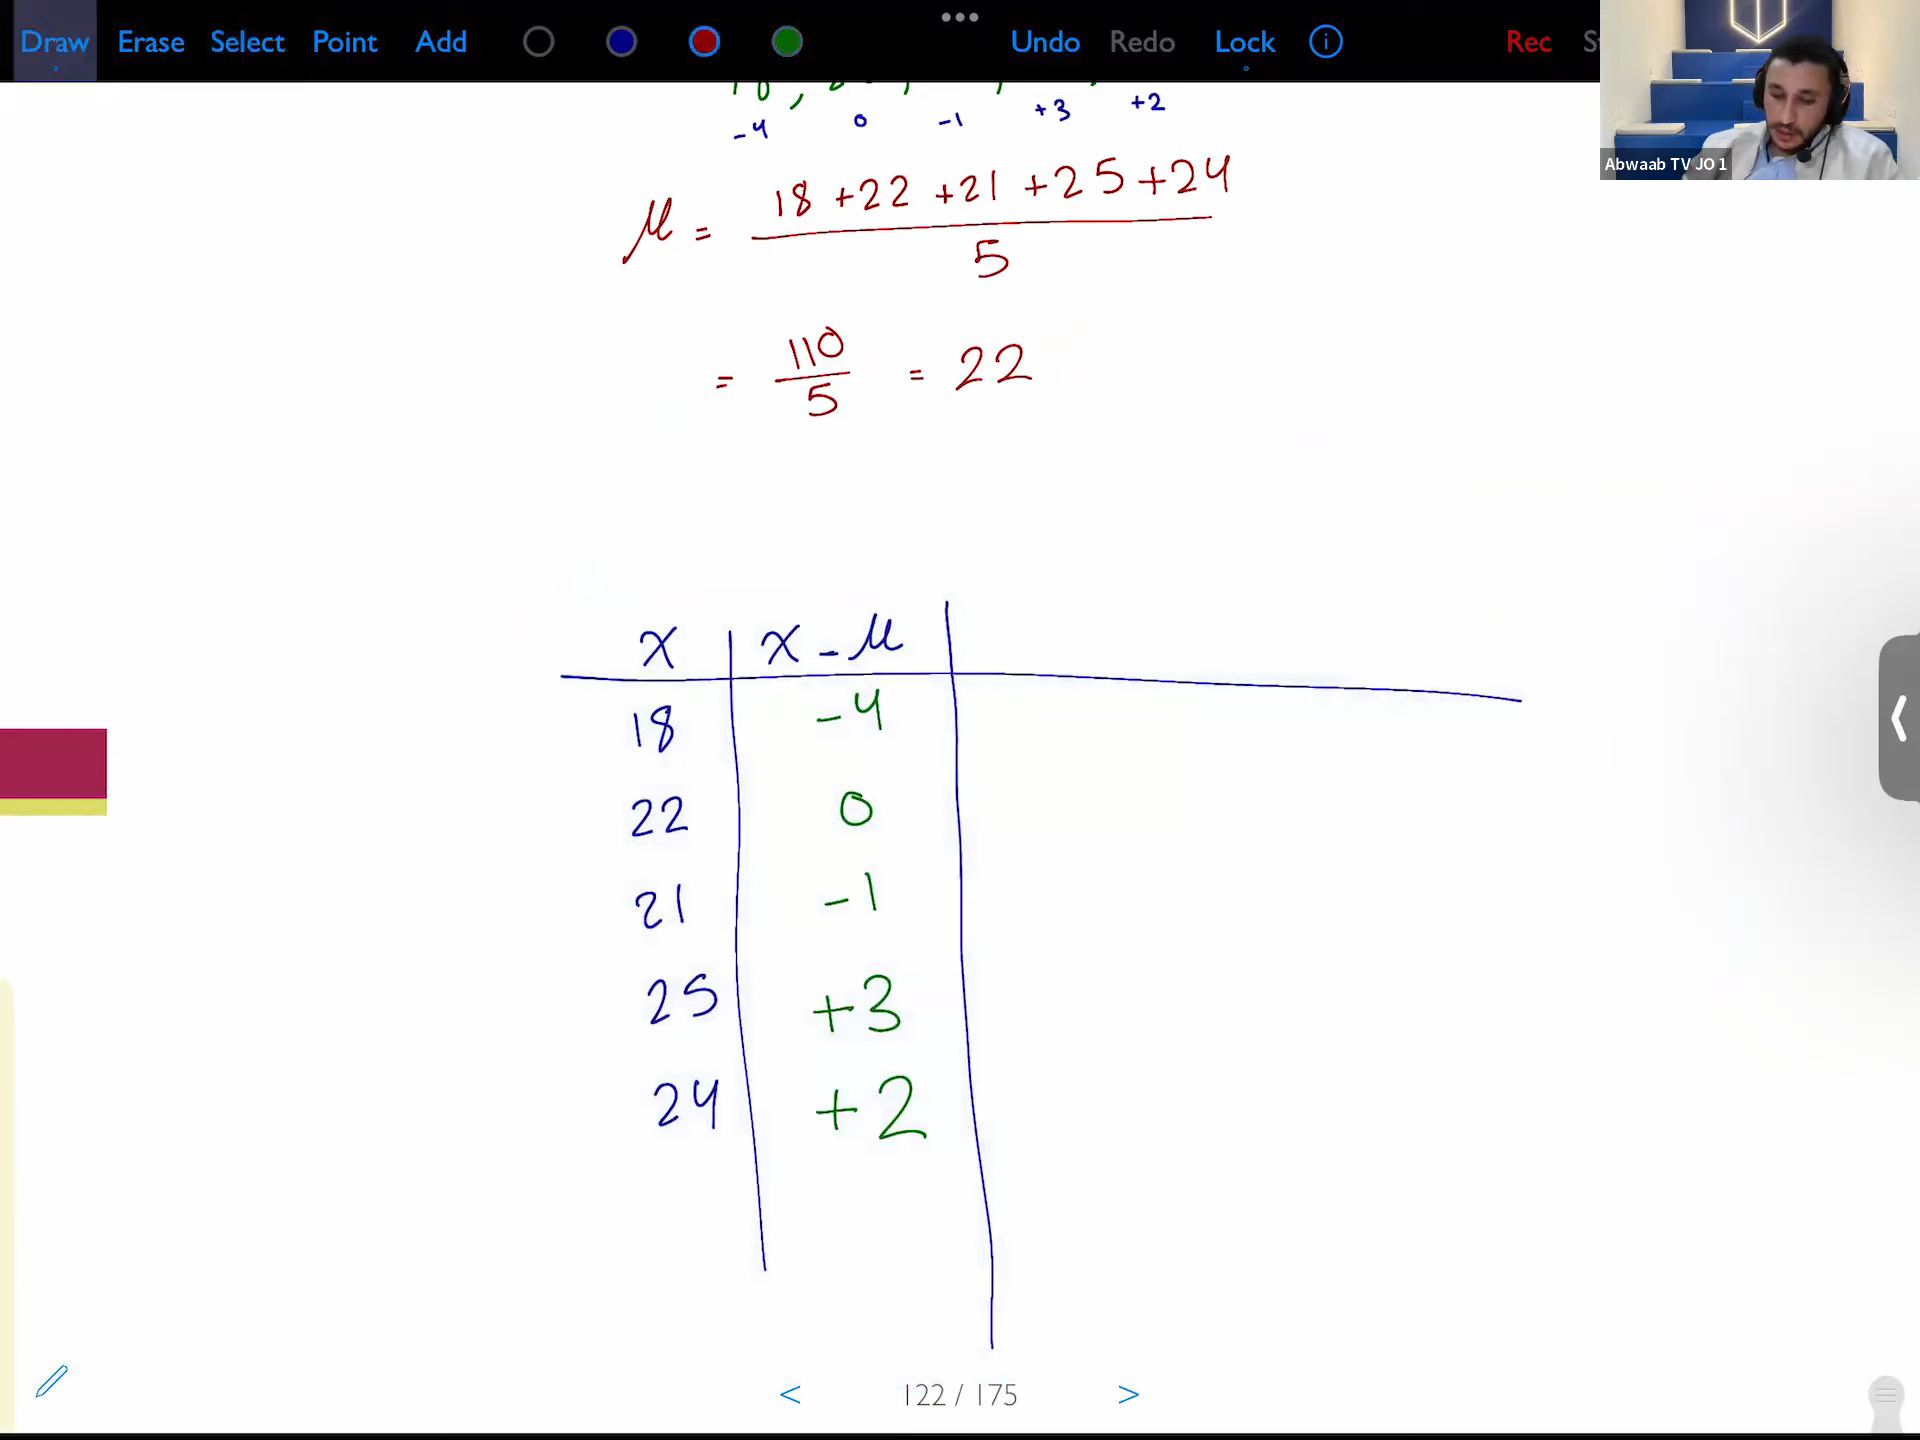 Draw Erase Select Point Add Undo Redo Lock Rec
Abwaab TV JO 1
-4 0 -1 +3 +2
μ = 18 + 22 + 21 + 25 + 24
5
= 110 = 22
5
x x - μ
18 -4
22 0
21 -1
25 +3
24 +2
< 122 / 175 >